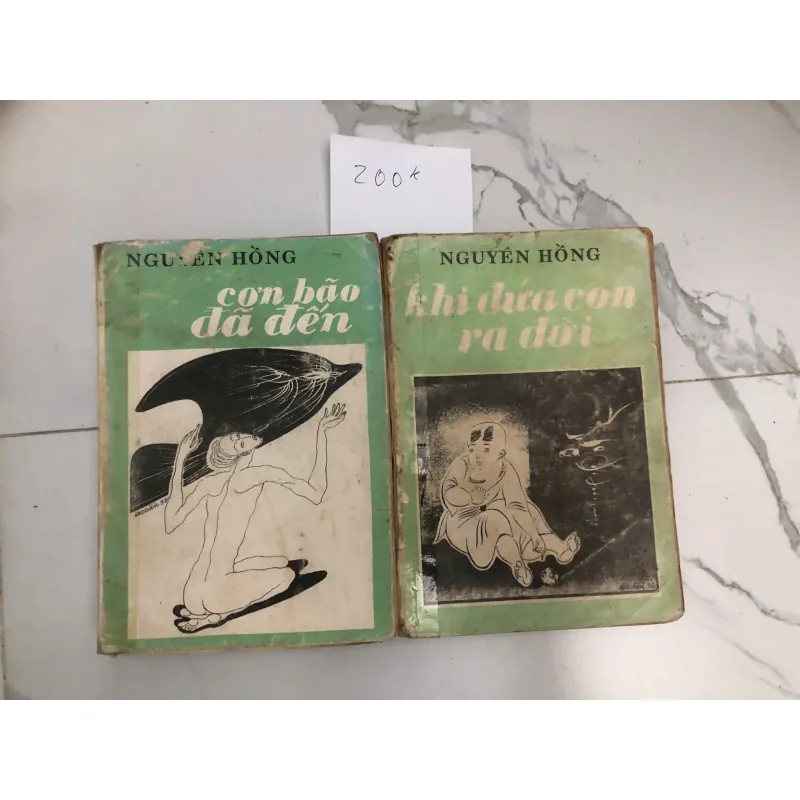 200k
NGUYÊN HỒNG
cơn bão
đã đến
NGUYÊN HỒNG
khi đứa con
ra đời